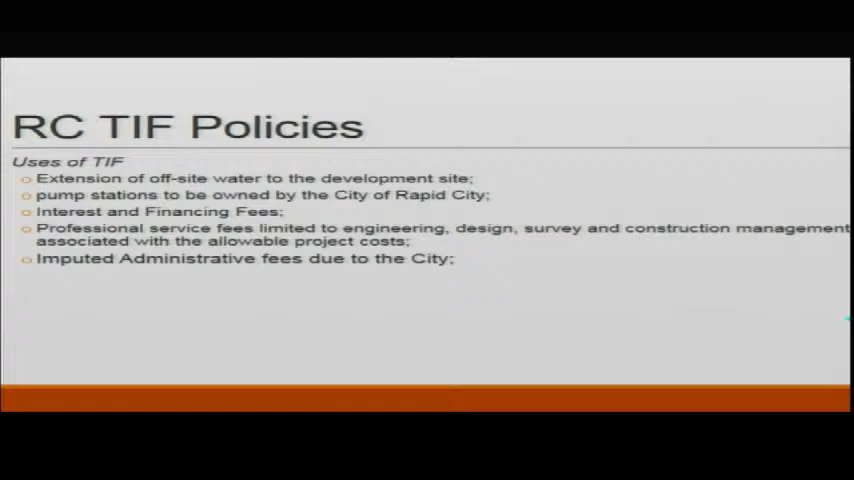 RC TIF Policies
Uses of TIF
Extension of off-site water to the development site;
pump stations to be owned by the City of Rapid City;
Interest and Financing Fees;
Professional service fees limited to engineering, design, survey and construction management
associated with the allowable project costs;
Imputed Administrative fees due to the City;